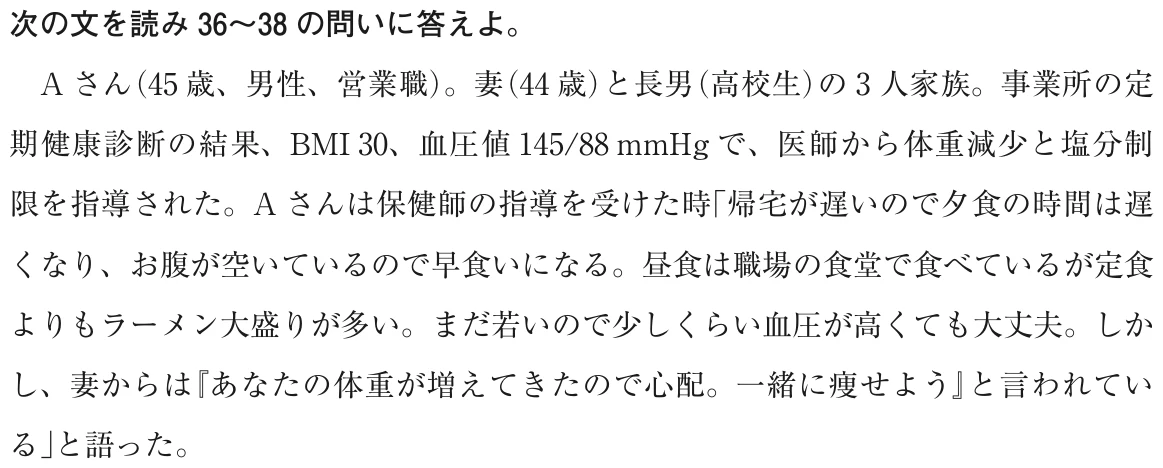 次の文を読み 36～38 の問いに答えよ。
A さん(45 歳、男性、営業職)。妻(44 歳)と長男(高校生)の 3 人家族。事業所の定
期健康診断の結果、BMI 30、血圧値 145/88 mmHg で、医師から体重減少と塩分制
限を指導された。A さんは保健師の指導を受けた時「帰宅が遅いので夕食の時間は遅
くなり、お腹が空いているので早食いになる。昼食は職場の食堂で食べているが定食
よりもラーメン大盛りが多い。まだ若いので少しくらい血圧が高くても大丈夫。しか
し、妻からは『あなたの体重が増えてきたので心配。一緒に痩せよう』と言われてい
る」と語った。